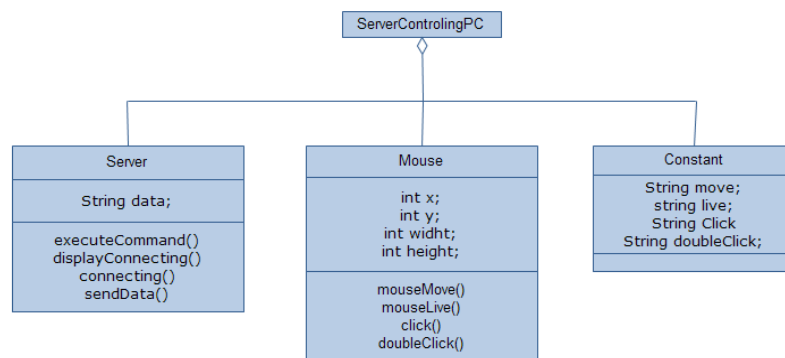 ServerControlingPC
Server
String data;
executeCommand()
displayConnecting()
connecting()
sendData()
Mouse
int x;
int y;
int widht;
int height;
mouseMove()
mouseLive()
click()
doubleClick()
Constant
String move;
string live;
String Click
String doubleClick;